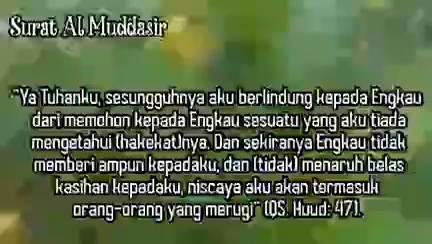 Surat Al Muddasir
"Ya Tuhanku, sesungguhnya aku berlindung kepada Engkau
dari memohon kepada Engkau sesuatu yang aku tiada
mengetahui (hakekat)nya. Dan sekiranya Engkau tidak
memberi ampun kepadaku, dan (tidak) menaruh belas
kasihan kepadaku, niscaya aku akan termasuk
orang-orang yang merugi" (QS. Huud: 47).